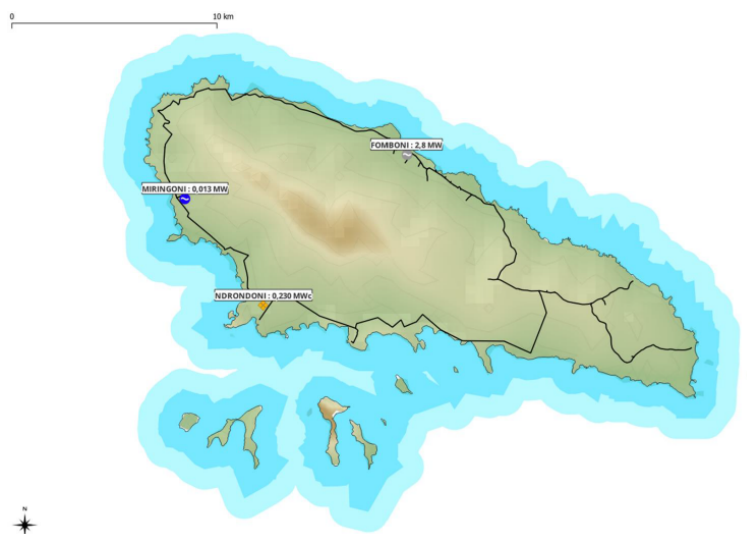 0
10 km
FOMBONI : 2,8 MW
MIRINGONI : 0,013 MW
NDRONDONI : 0,230 MWc
N